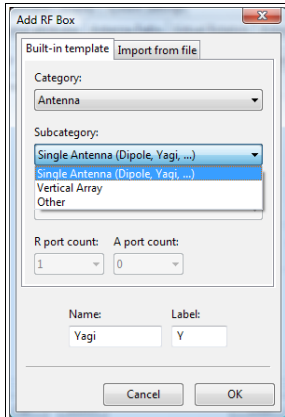 Add RF Box
Built-in template Import from file
Category:
Antenna
Subcategory:
Single Antenna (Dipole, Yagi, ...)
Single Antenna (Dipole, Yagi, ...)
Vertical Array
Other
R port count: A port count:
1 0
Name: Label:
Yagi Y
Cancel OK